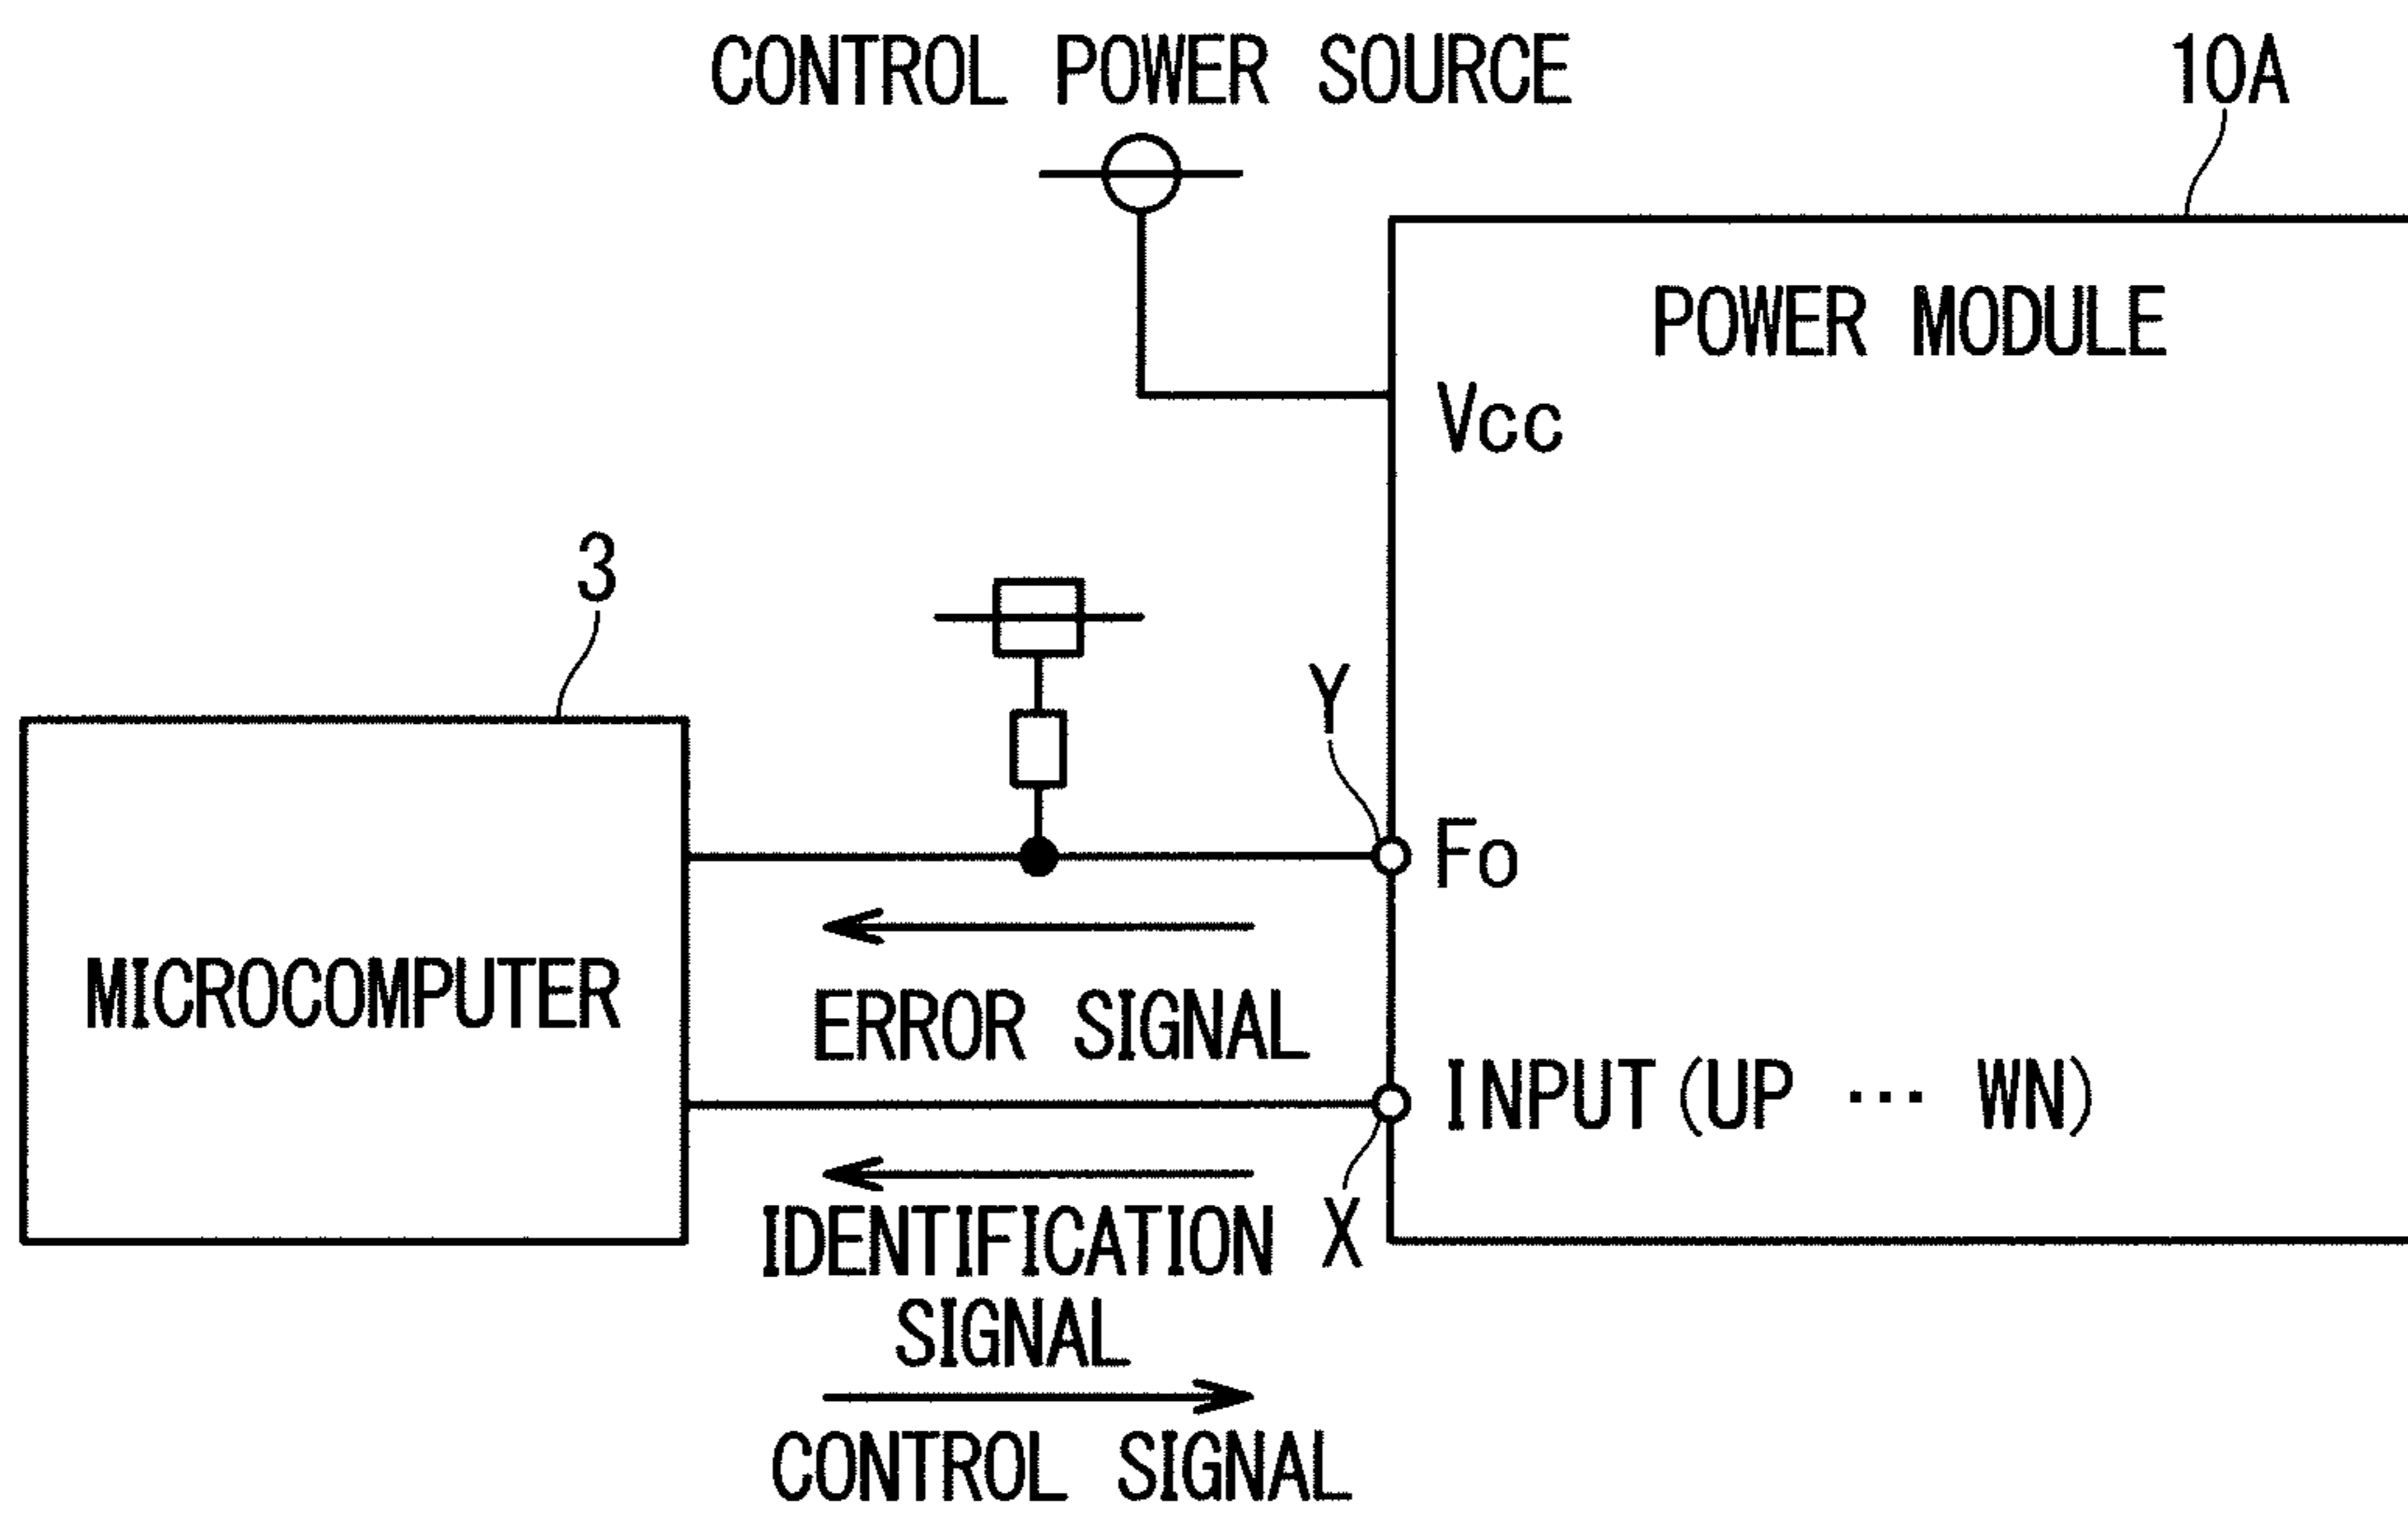 CONTROL POWER SOURCE
10A
POWER MODULE
Vcc
3
Y
Fo
MICROCOMPUTER
ERROR SIGNAL
INPUT(UP ··· WN)
X
IDENTIFICATION
SIGNAL
CONTROL SIGNAL